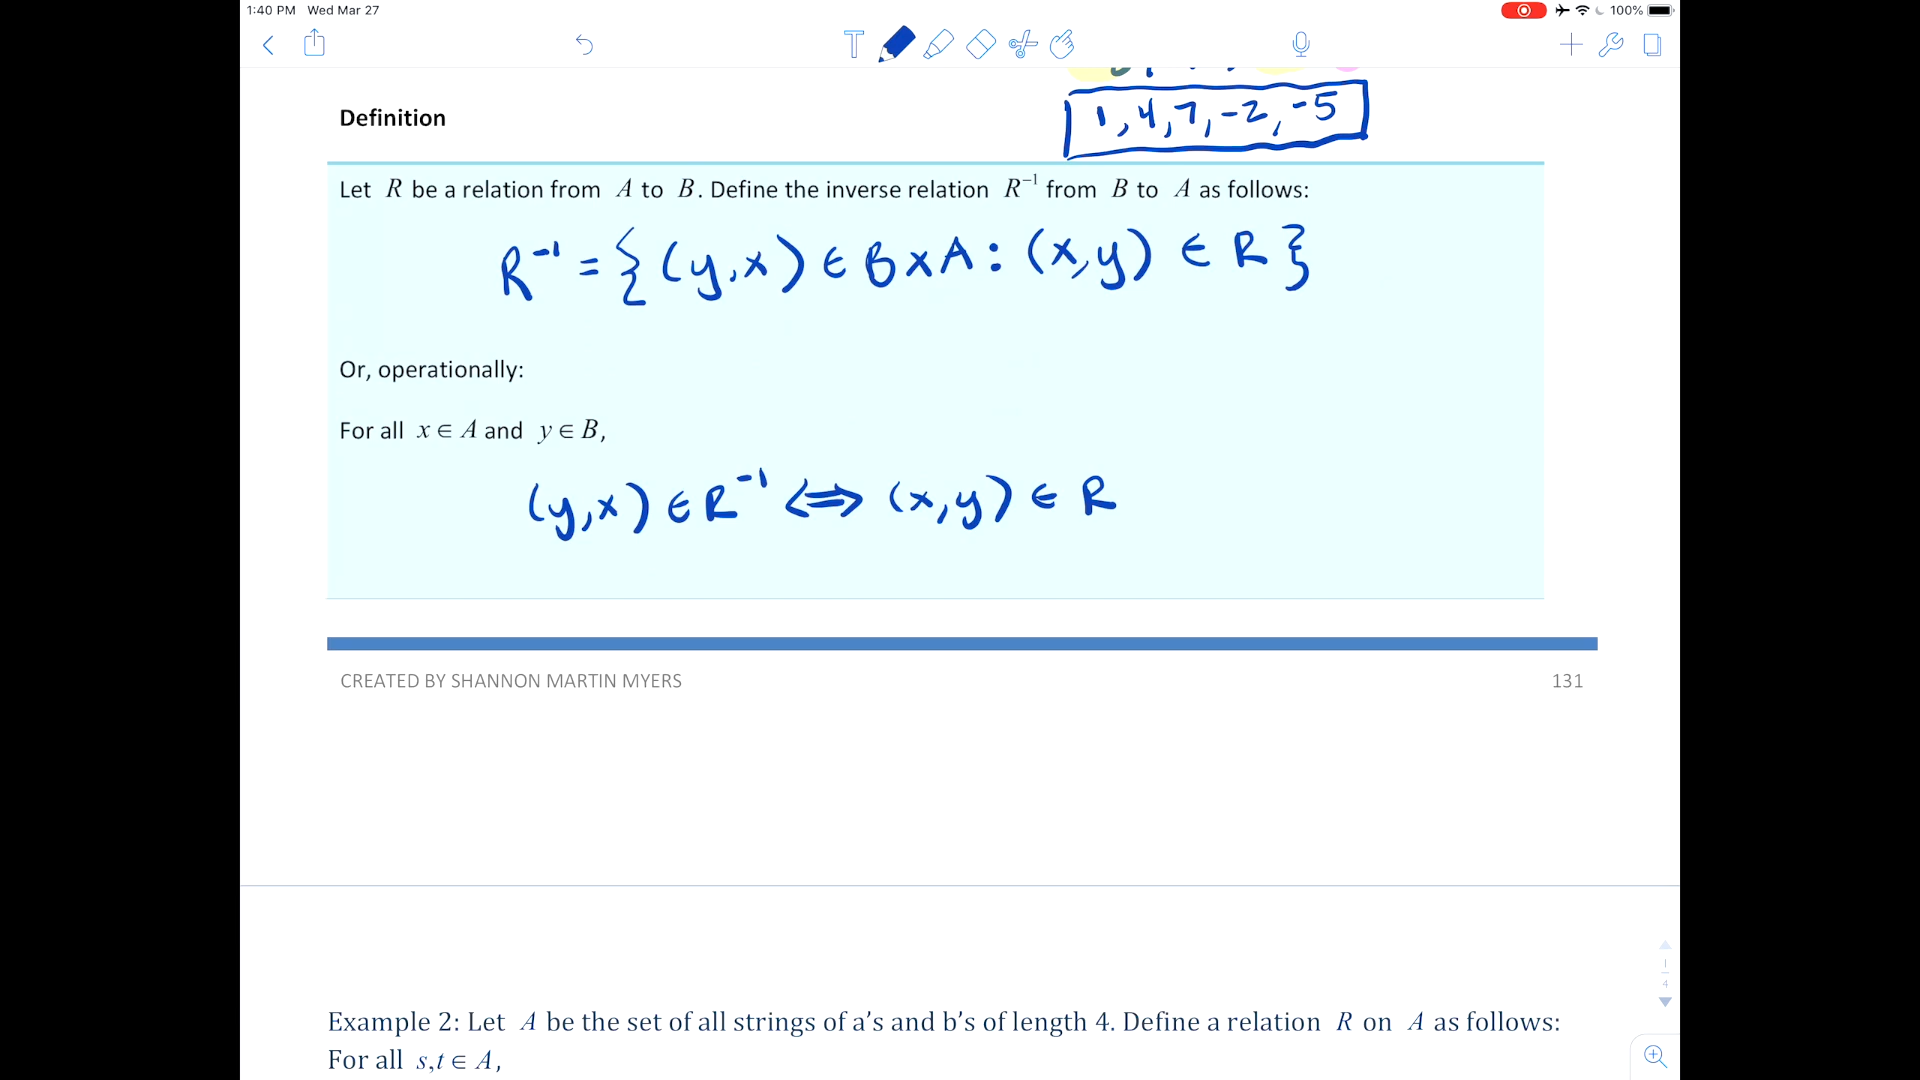 1:40 PM Wed Mar 27
100%
T
1, 4, 7, -2, -5
Definition
Let R be a relation from A to B. Define the inverse relation R⁻¹ from B to A as follows:
R⁻¹ = {(y,x) ∈ B×A : (x,y) ∈ R}
Or, operationally:
For all x ∈ A and y ∈ B,
(y,x) ∈ R⁻¹ ⟺ (x,y) ∈ R
CREATED BY SHANNON MARTIN MYERS
131
1
4
Example 2: Let A be the set of all strings of a’s and b’s of length 4. Define a relation R on A as follows:
For all s,t ∈ A,